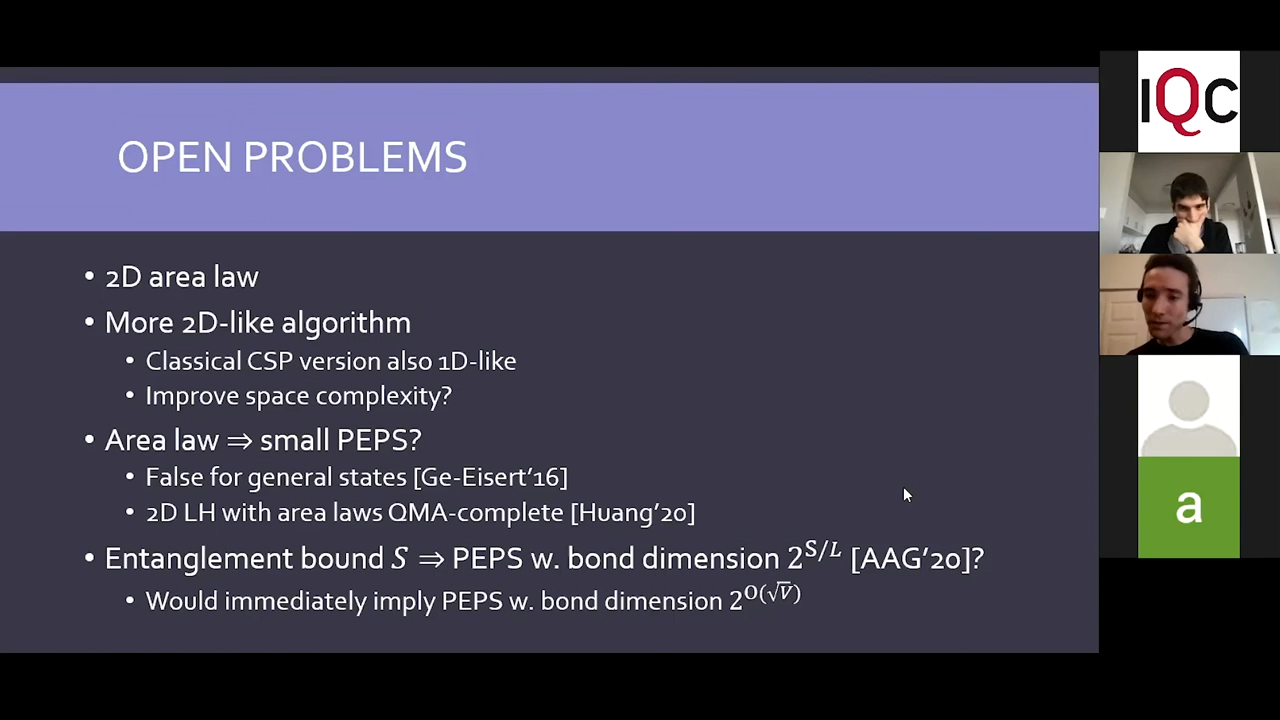 OPEN PROBLEMS
• 2D area law
• More 2D-like algorithm
• Classical CSP version also 1D-like
• Improve space complexity?
• Area law ⇒ small PEPS?
• False for general states [Ge-Eisert’16]
• 2D LH with area laws QMA-complete [Huang’20]
• Entanglement bound 𝑆 ⇒ PEPS w. bond dimension 2^{S/𝐿} [AAG’20]?
• Would immediately imply PEPS w. bond dimension 2^{O(√𝑉)}
IQC
a